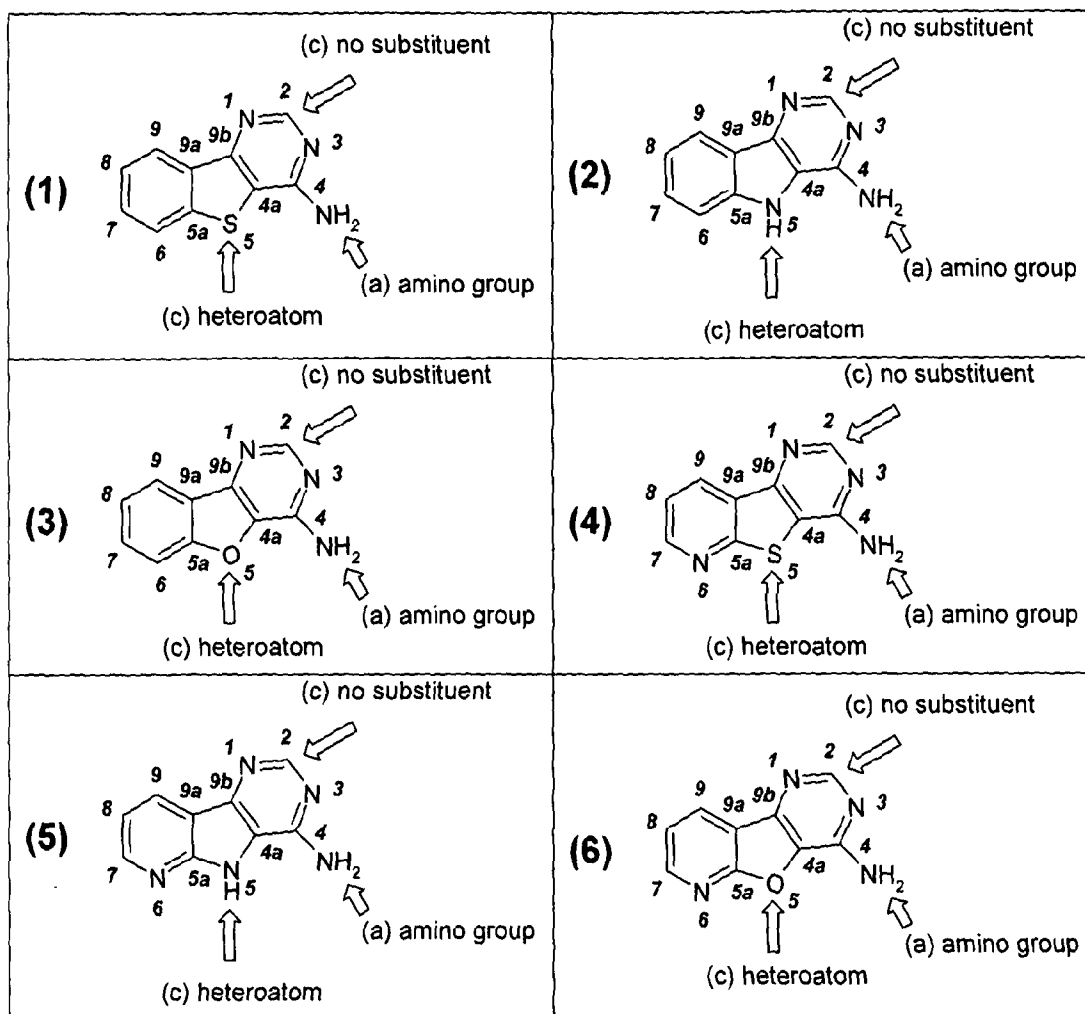 (c) no substituent
1
2
N
9b
N
3
9
9a
8
4
(1)
4a
NH2
7
S
5a
5
6
(a) amino group
(c) heteroatom
(c) no substituent
1
2
N
9b
N
3
9
9a
8
4
(2)
4a
NH2
7
5a
N
H
5
6
(a) amino group
(c) heteroatom
(c) no substituent
1
2
N
9b
N
3
9
9a
8
4
(3)
4a
NH2
7
O
5a
5
6
(a) amino group
(c) heteroatom
(c) no substituent
1
2
N
9b
N
3
9
9a
8
4
(4)
4a
NH2
7
N
5a
S
5
6
(a) amino group
(c) heteroatom
(c) no substituent
1
2
N
9b
N
3
9
9a
8
4
(5)
4a
NH2
7
N
5a
N
H
5
6
(a) amino group
(c) heteroatom
(c) no substituent
1
2
N
9b
N
3
9
9a
8
4
(6)
4a
NH2
7
N
5a
O
5
6
(a) amino group
(c) heteroatom